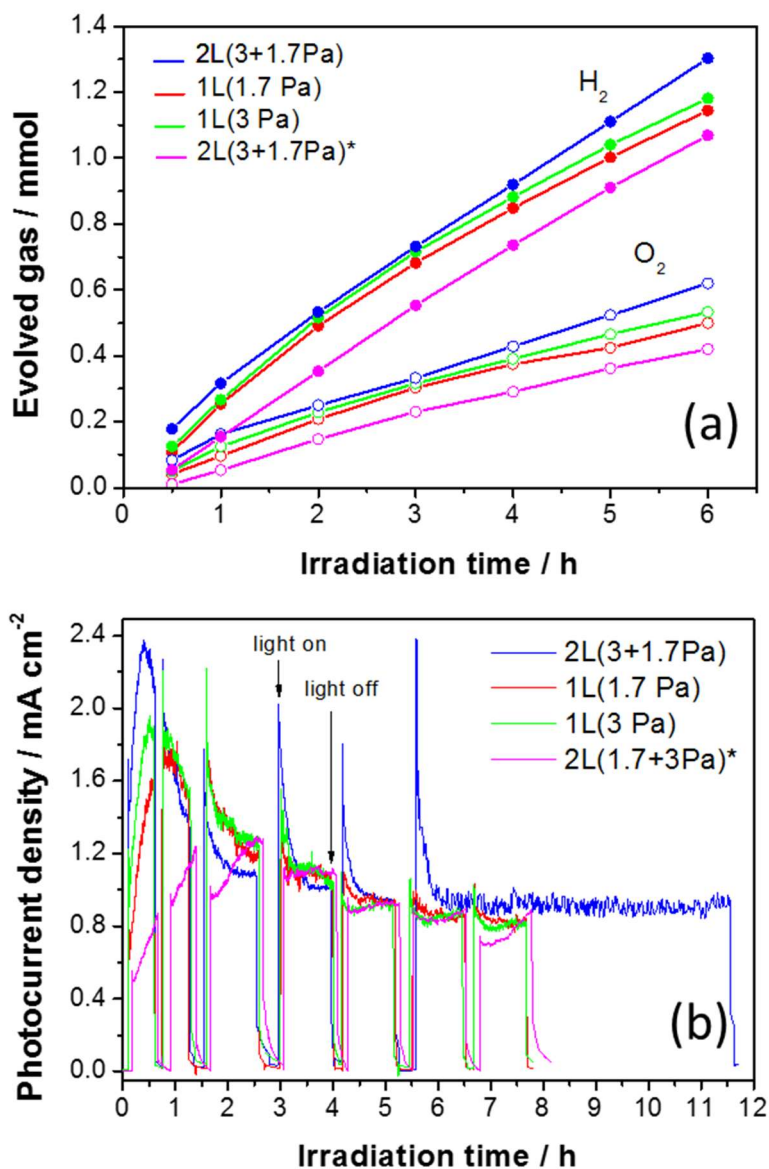 1.4
1.2
1.0
0.8
0.6
0.4
0.2
0.0
Evolved gas / mmol
2L(3+1.7Pa)
1L(1.7 Pa)
1L(3 Pa)
2L(3+1.7Pa)*
H2
O2
(a)
0 1 2 3 4 5 6
Irradiation time / h
2.4
2.0
1.6
1.2
0.8
0.4
0.0
Photocurrent density / mA cm-2
light on
light off
2L(3+1.7Pa)
1L(1.7 Pa)
1L(3 Pa)
2L(1.7+3Pa)*
(b)
0 1 2 3 4 5 6 7 8 9 10 11 12
Irradiation time / h